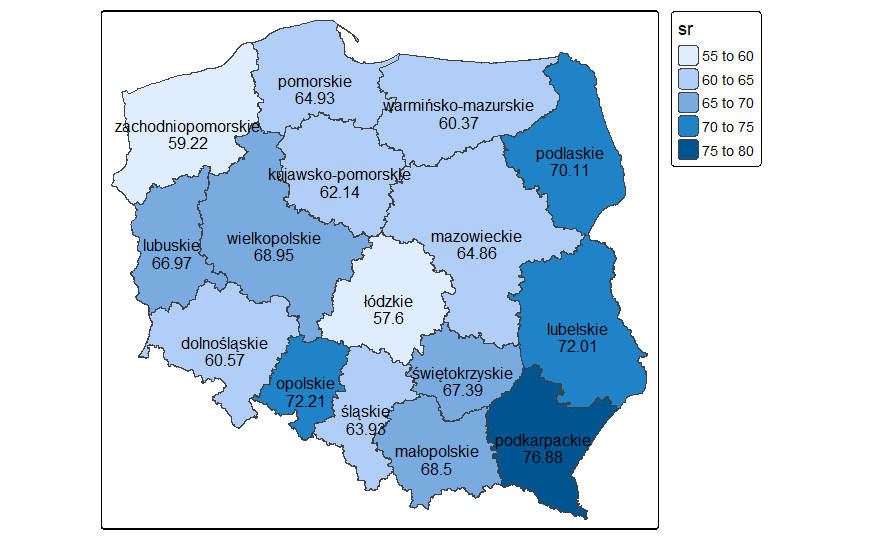 sr
55 to 60
60 to 65
65 to 70
70 to 75
75 to 80
pomorskie
64.93
warmińsko-mazurskie
60.37
zachodniopomorskie
59.22
podlaskie
70.11
kujawsko-pomorskie
62.14
lubuskie
66.97
wielkopolskie
68.95
mazowieckie
64.86
łódzkie
57.6
lubelskie
72.01
dolnośląskie
60.57
opolskie
72.21
świętokrzyskie
67.39
śląskie
63.93
małopolskie
68.5
podkarpackie
76.88